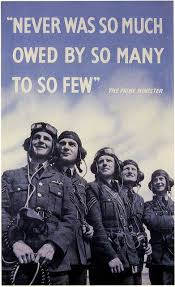 "NEVER WAS SO MUCH
OWED BY SO MANY
TO SO FEW"
THE PRIME MINISTER